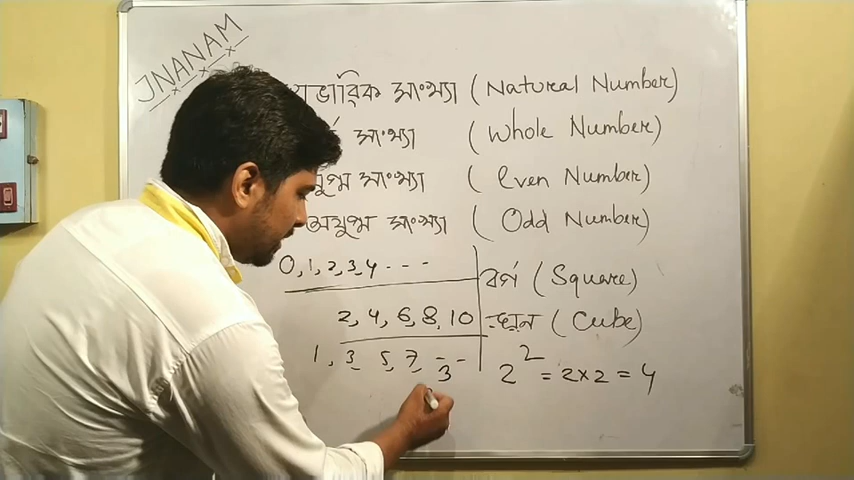 JNANAM
স্বাভাবিক সংখ্যা (Natural Number)
সংখ্যা (Whole Number)
যুগ্ম সংখ্যা (Even Number)
অযুগ্ম সংখ্যা (Odd Number)
0,1,2,3,4 - - -
বর্গ (Square)
2, 4, 6, 8, 10
ঘন (Cube)
1, 3, 5, 7, - -
3
2² = 2×2 = 4